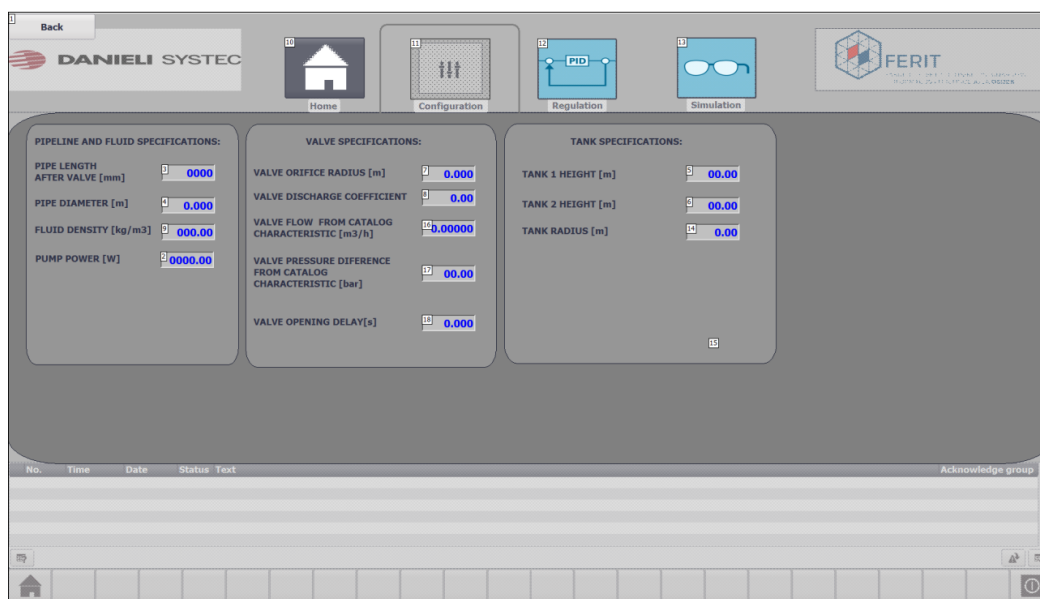 1
Back
DANIELI SYSTEC
10
Home
11
Configuration
12
PID
Regulation
13
Simulation
FERIT
PIPELINE AND FLUID SPECIFICATIONS:
PIPE LENGTH
AFTER VALVE [mm]
3 0000
PIPE DIAMETER [m] 4 0.000
FLUID DENSITY [kg/m3] 9 000.00
PUMP POWER [W] 2 0000.00
VALVE SPECIFICATIONS:
VALVE ORIFICE RADIUS [m] 7 0.000
VALVE DISCHARGE COEFFICIENT 8 0.00
VALVE FLOW FROM CATALOG
CHARACTERISTIC [m3/h]
16 0.00000
VALVE PRESSURE DIFERENCE
FROM CATALOG
CHARACTERISTIC [bar]
17 00.00
VALVE OPENING DELAY[s] 18 0.000
TANK SPECIFICATIONS:
TANK 1 HEIGHT [m] 5 00.00
TANK 2 HEIGHT [m] 6 00.00
TANK RADIUS [m] 14 0.00
15
No. Time Date Status Text Acknowledge group